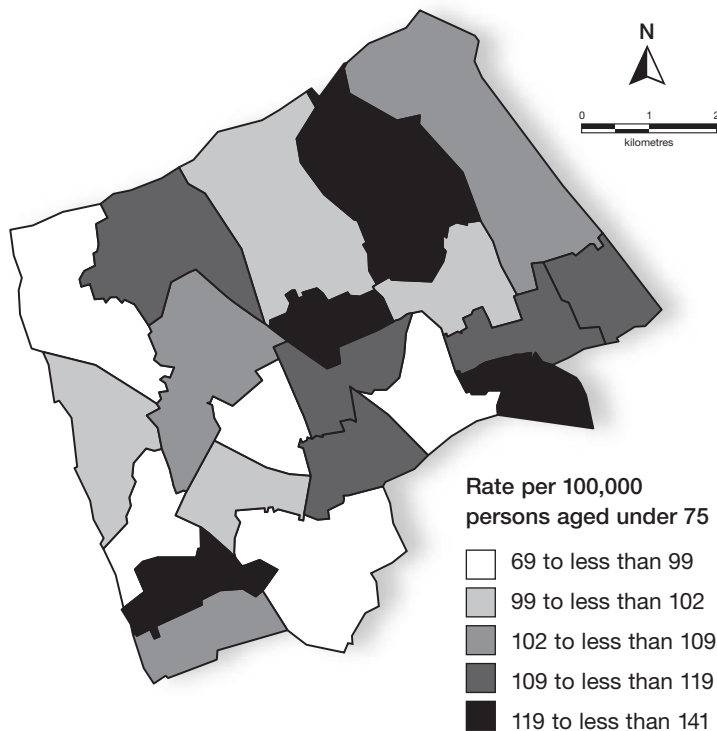 N
0 1 2
kilometres
Rate per 100,000
persons aged under 75
69 to less than 99
99 to less than 102
102 to less than 109
109 to less than 119
119 to less than 141